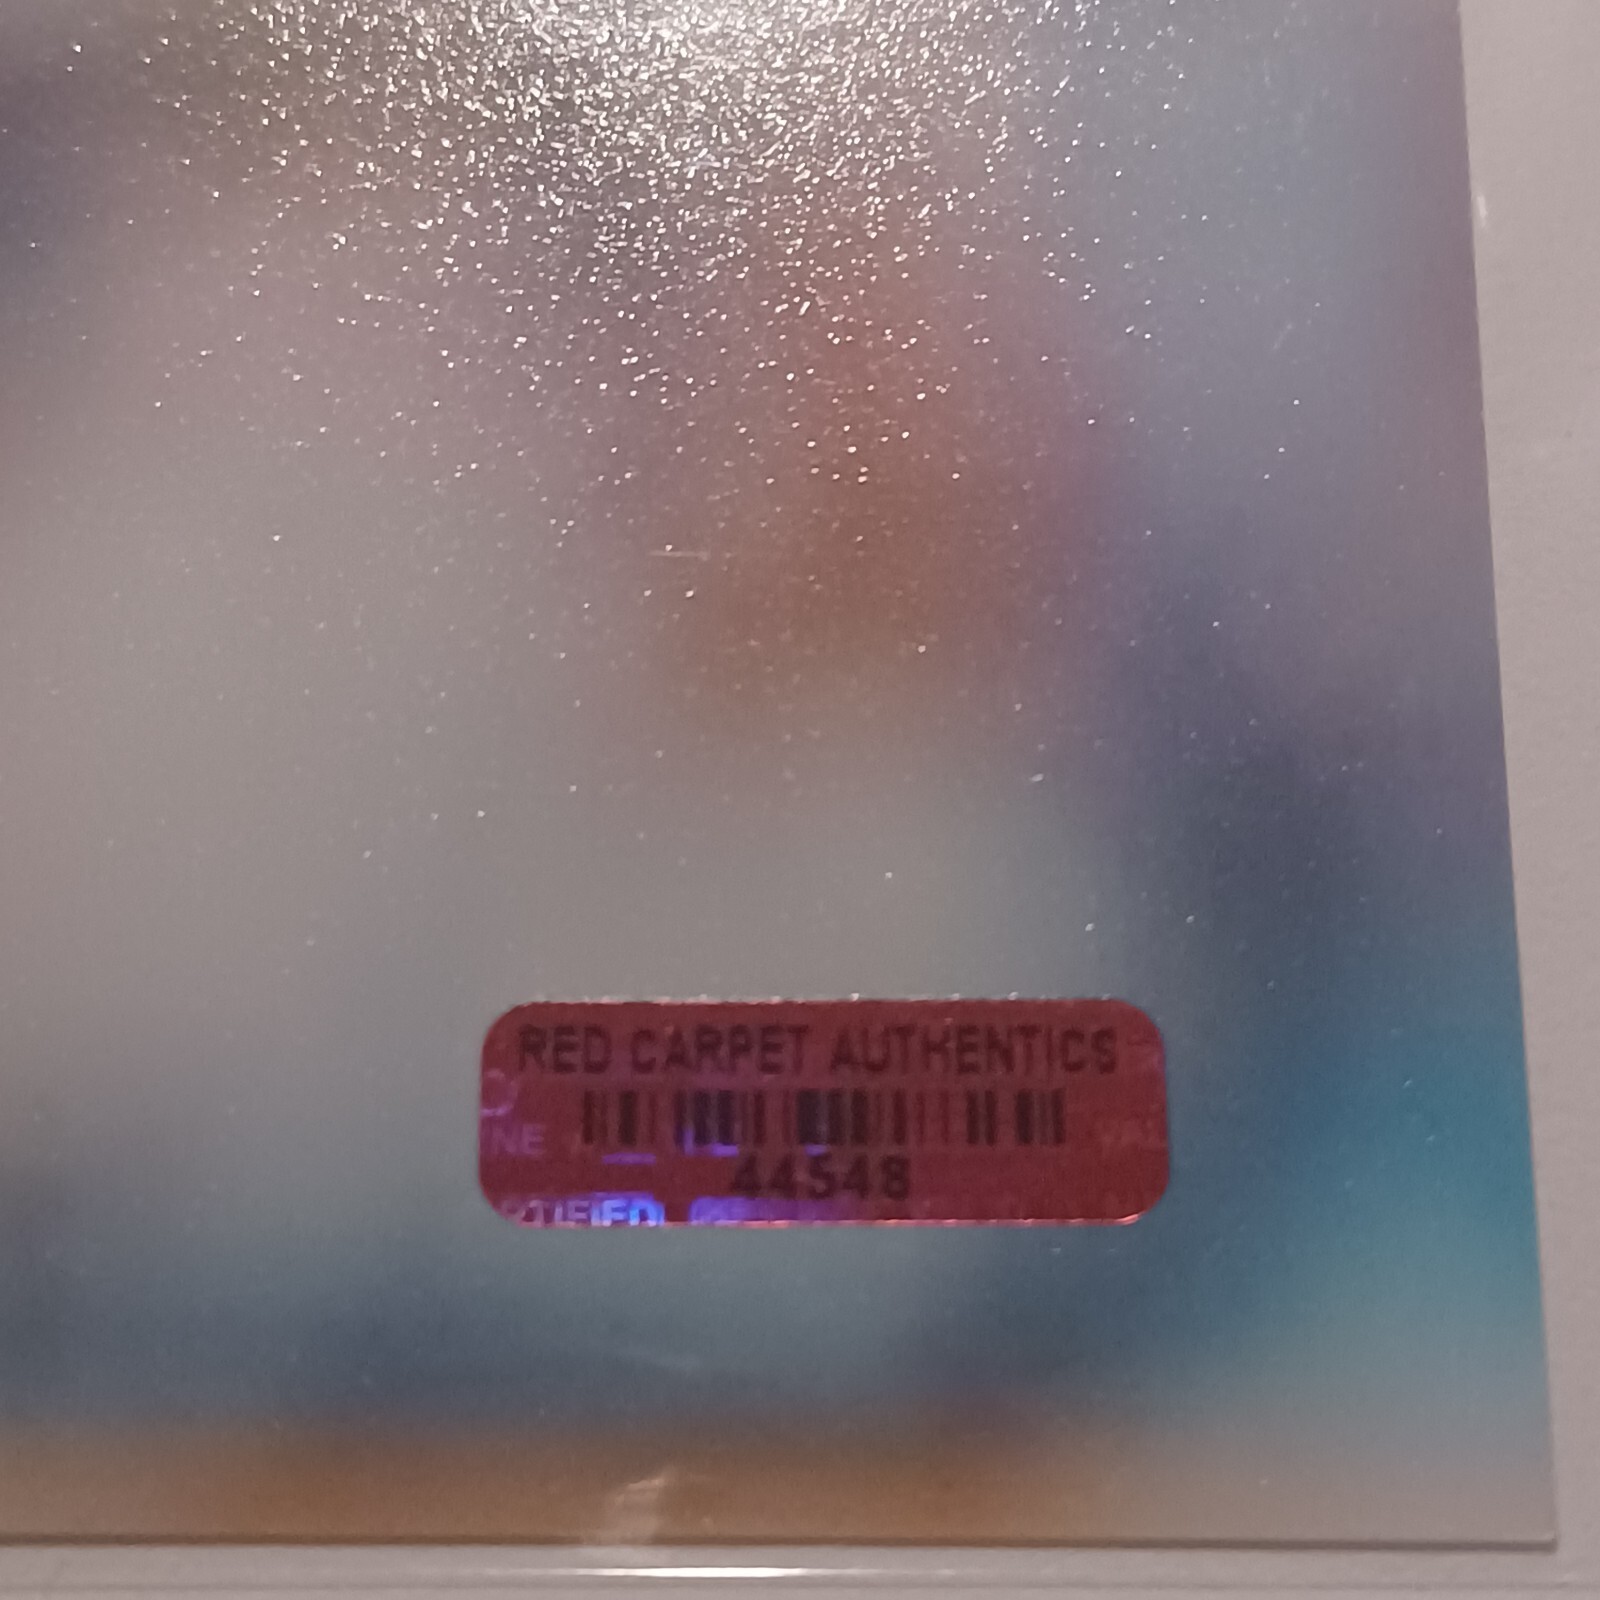 RED CARPET AUTHENTICS
44548